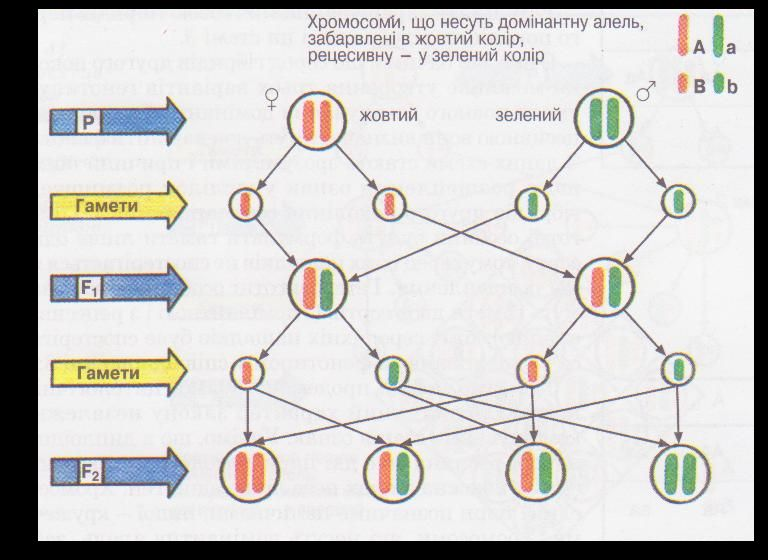 Хромосоми, що несуть домінантну алель,
забарвлені в жовтий колір,
рецесивну – у зелений колір
A a
B b
P
♀ жовтий зелений ♂
Гамети
F1
Гамети
F2